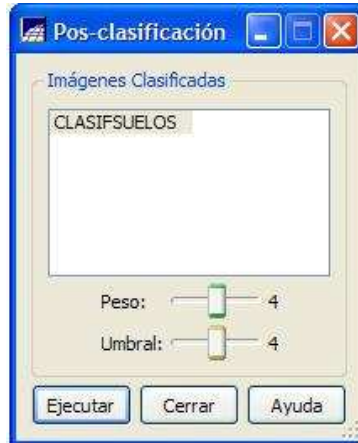 Pos-clasificación
Imágenes Clasificadas
CLASIFSUELOS
Peso: 4
Umbral: 4
Ejecutar Cerrar Ayuda